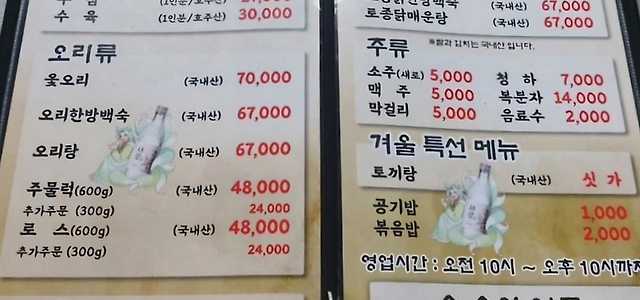 (1인분/호주산)
수 육 (1인분/호주산) 30,000
오리류
옻오리 (국내산) 70,000
오리한방백숙 (국내산) 67,000
오리탕 (국내산) 67,000
주물럭(600g) (국내산) 48,000
추가주문 (300g) 24,000
로 스(600g) (국내산) 48,000
추가주문 (300g) 24,000
(국내산) 67,000
토종닭매운탕 67,000
주류 ※쌀과 김치는 국내산 입니다.
소주(새로) 5,000 청 하 7,000
맥 주 5,000 복분자 14,000
막걸리 5,000 음료수 2,000
겨울 특선 메뉴
토끼탕 (국내산) 싯 가
공기밥 1,000
볶음밥 2,000
영업시간 : 오전 10시 ~ 오후 10시까지